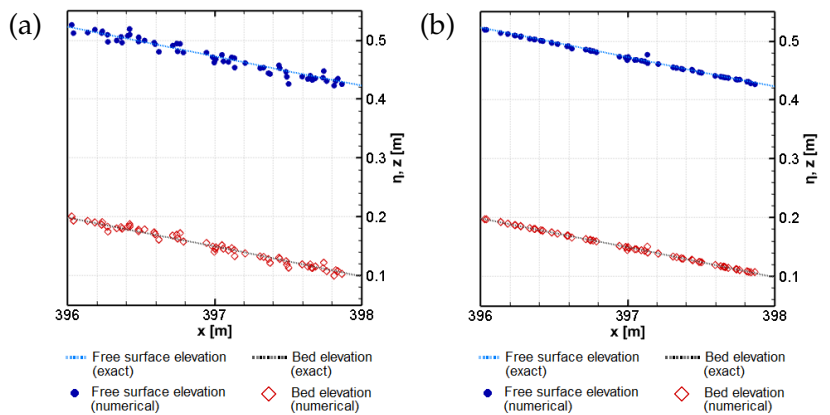 (a)
0.5
0.4
0.3
0.2
0.1
η, z [m]
396
397
398
x [m]
Free surface elevation
(exact)
Bed elevation
(exact)
Free surface elevation
(numerical)
Bed elevation
(numerical)
(b)
0.5
0.4
0.3
0.2
0.1
η, z [m]
396
397
398
x [m]
Free surface elevation
(exact)
Bed elevation
(exact)
Free surface elevation
(numerical)
Bed elevation
(numerical)